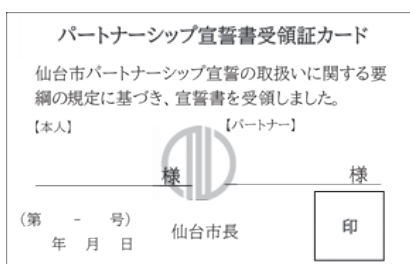 パートナーシップ宣誓書受領証カード
仙台市パートナーシップ宣誓の取扱いに関する要
綱の規定に基づき、宣誓書を受領しました。
【本人】 【パートナー】
様 様
(第 - 号)
年 月 日 仙台市長 印